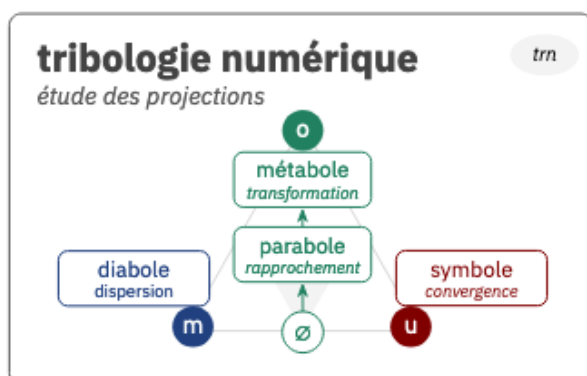 tribologie numérique
trn
étude des projections
o
métabole
transformation
parabole
rapprochement
diabole
dispersion
symbole
convergence
m
ø
u